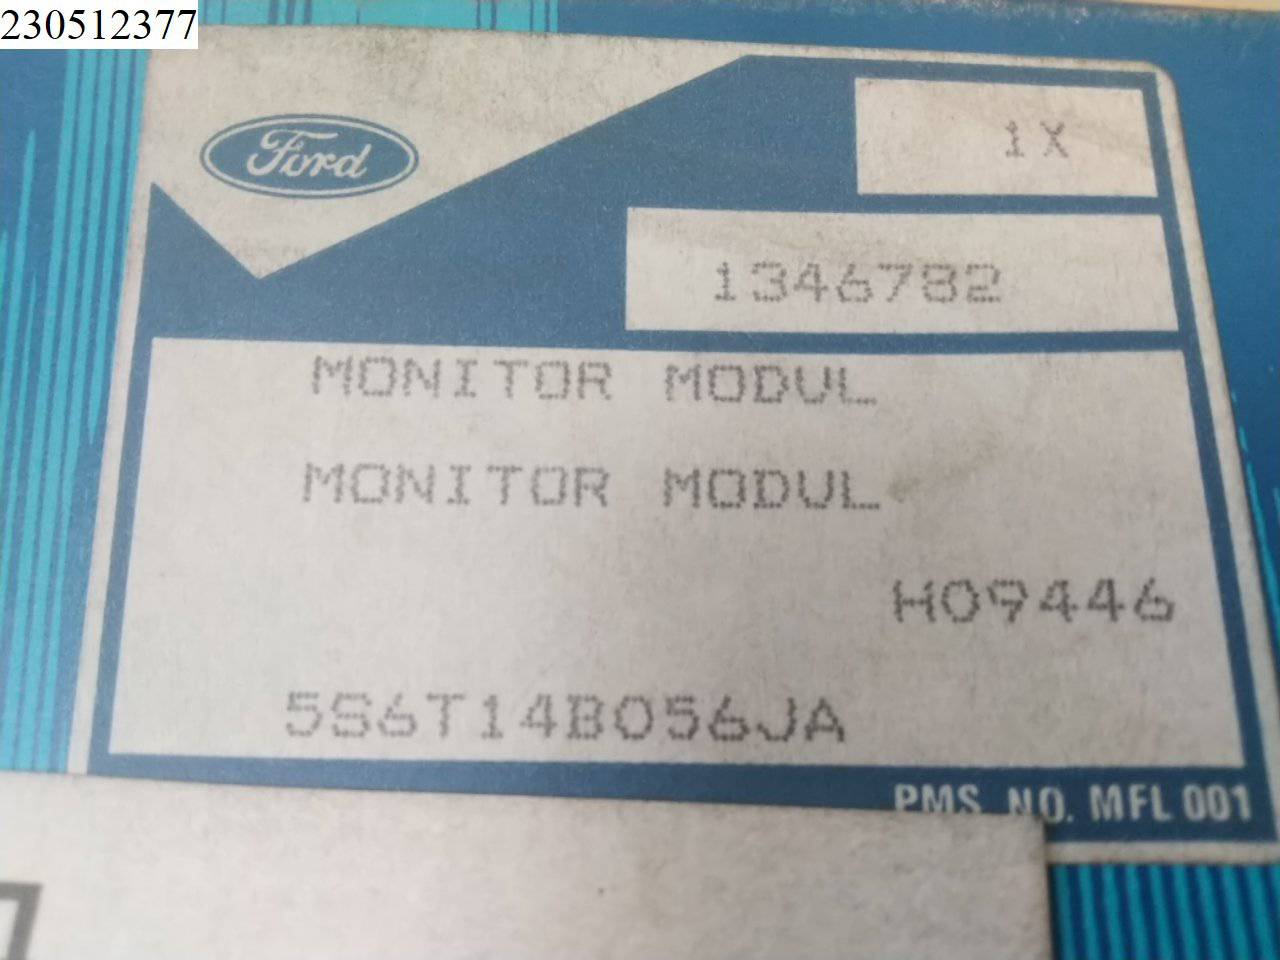 230512377
Ford
1X
1346782
MONITOR MODUL
MONITOR MODUL
H09446
5S6T14B056JA
PMS NO. MFL 001